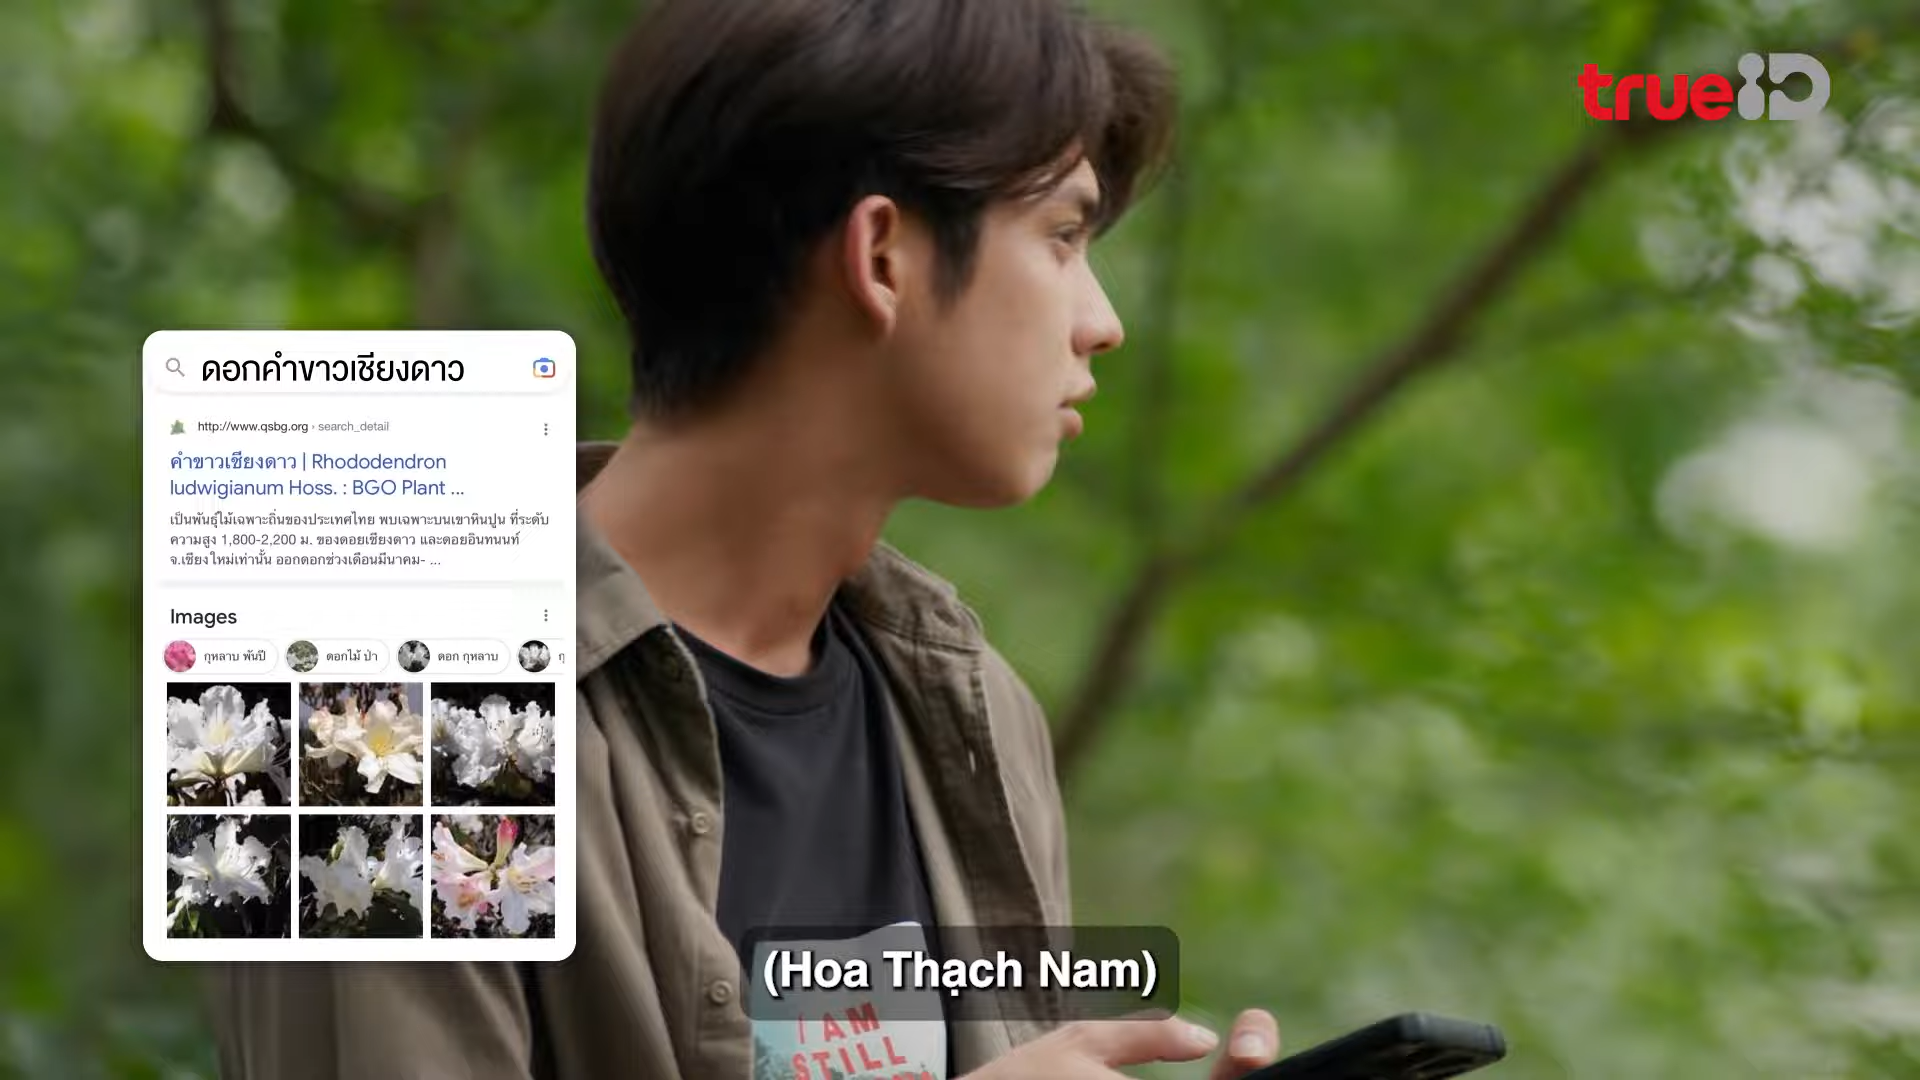 trueiD
ดอกคำขาวเชียงดาว
http://www.qsbg.org › search_detail
คำขาวเชียงดาว | Rhododendron
ludwigianum Hoss. : BGO Plant ...
เป็นพันธุ์ไม้เฉพาะถิ่นของประเทศไทย พบเฉพาะบนเขาหินปูน ที่ระดับ
ความสูง 1,800-2,200 ม. ของดอยเชียงดาว และดอยอินทนนท์
จ.เชียงใหม่เท่านั้น ออกดอกช่วงเดือนมีนาคม- ...
Images
กุหลาบ พันปี
ดอกไม้ ป่า
ดอก กุหลาบ
(Hoa Thạch Nam)
I AM
STILL